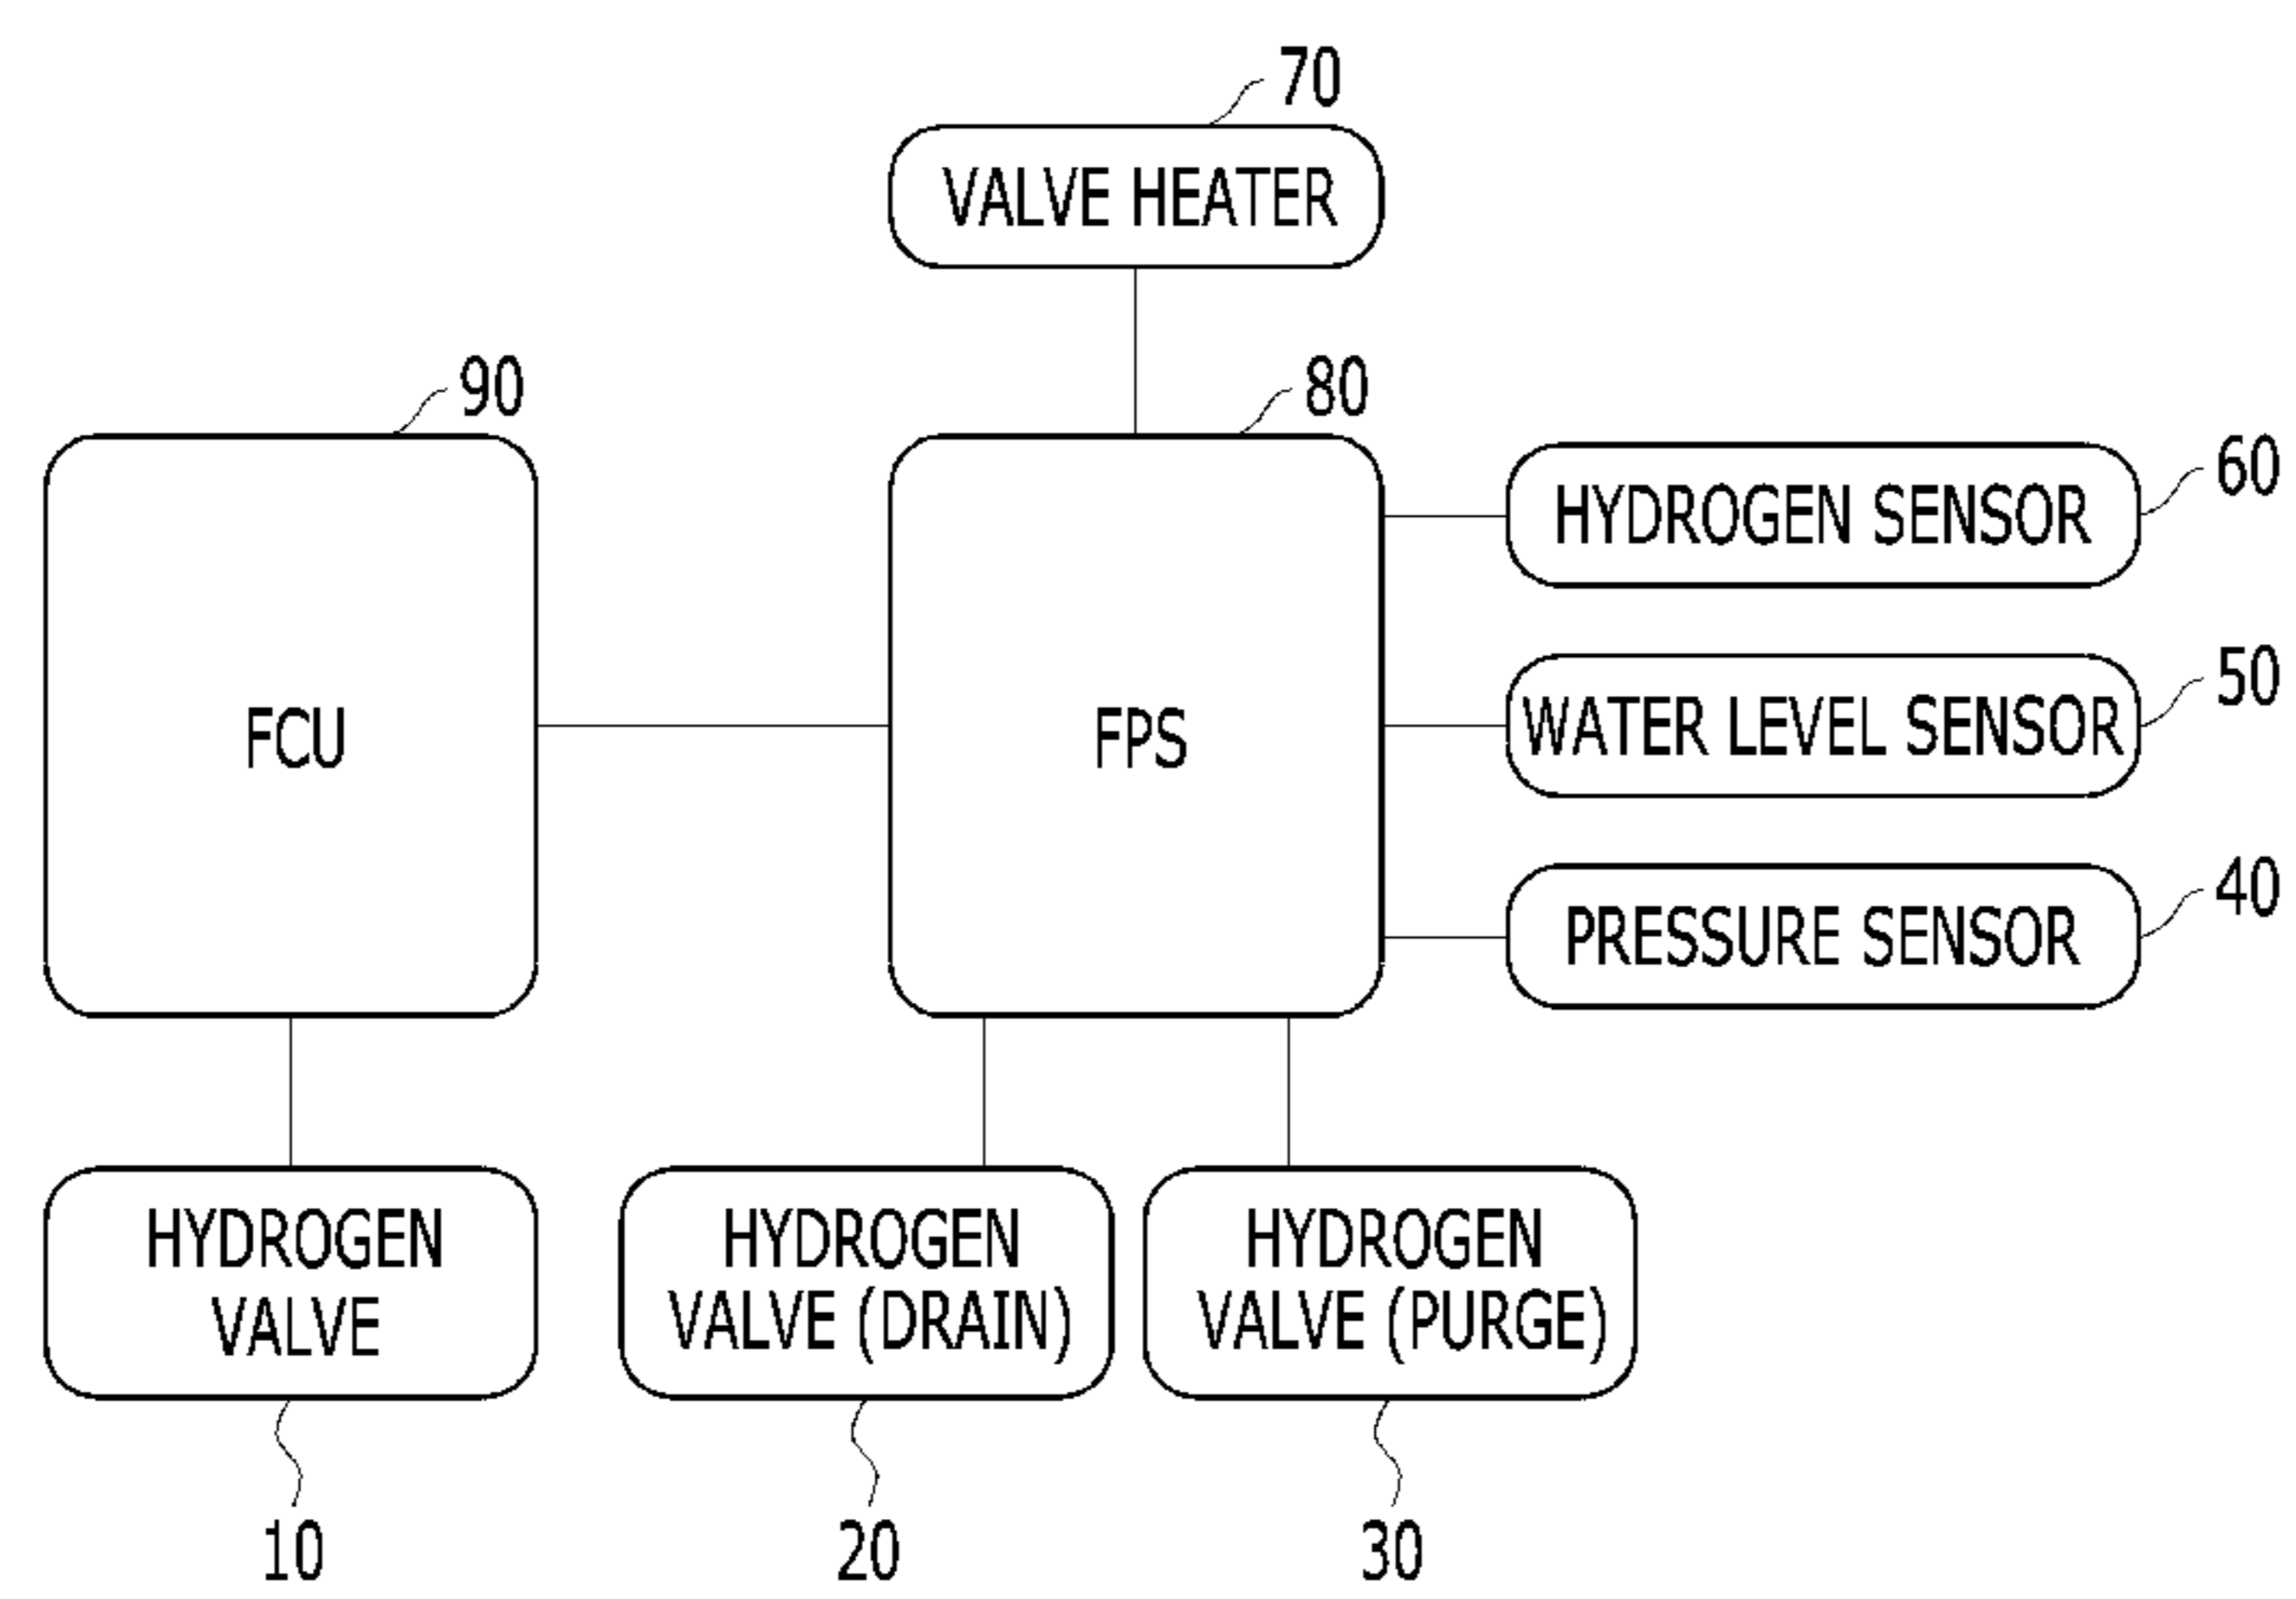 70
VALVE HEATER
90
80
60
HYDROGEN SENSOR
50
FCU
FPS
WATER LEVEL SENSOR
40
PRESSURE SENSOR
HYDROGEN
VALVE
HYDROGEN
VALVE (DRAIN)
HYDROGEN
VALVE (PURGE)
10
20
30